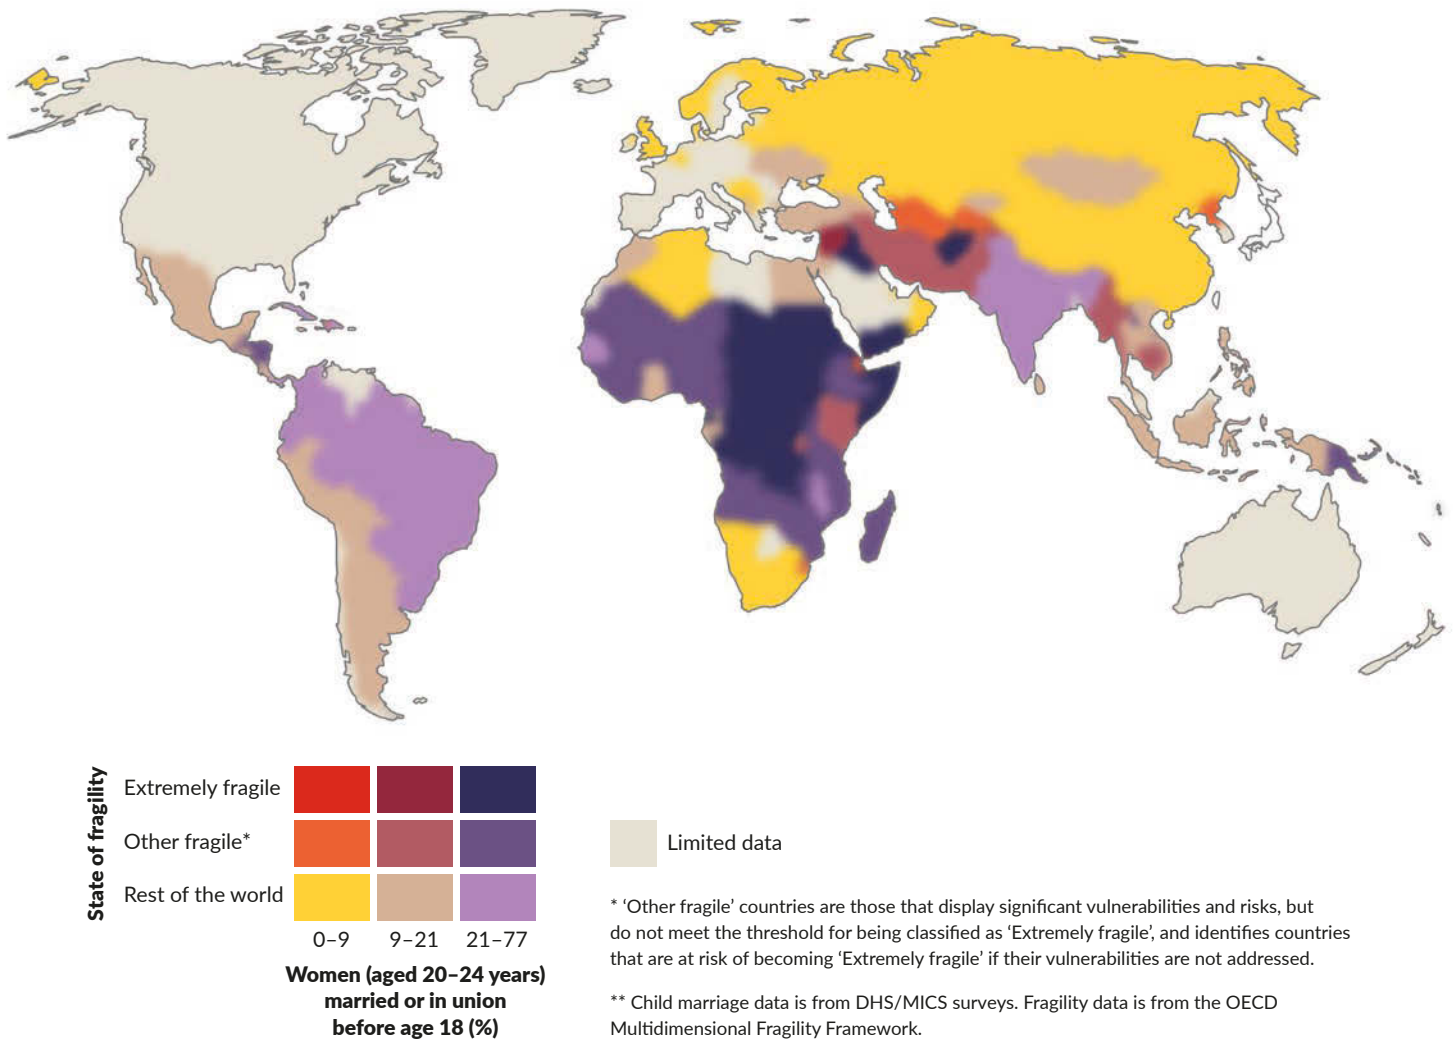 State of fragility
Extremely fragile
Other fragile*
Rest of the world
0–9
9–21
21–77
Women (aged 20–24 years)
married or in union
before age 18 (%)
Limited data
* ‘Other fragile’ countries are those that display significant vulnerabilities and risks, but
do not meet the threshold for being classified as ‘Extremely fragile’, and identifies countries
that are at risk of becoming ‘Extremely fragile’ if their vulnerabilities are not addressed.
** Child marriage data is from DHS/MICS surveys. Fragility data is from the OECD
Multidimensional Fragility Framework.